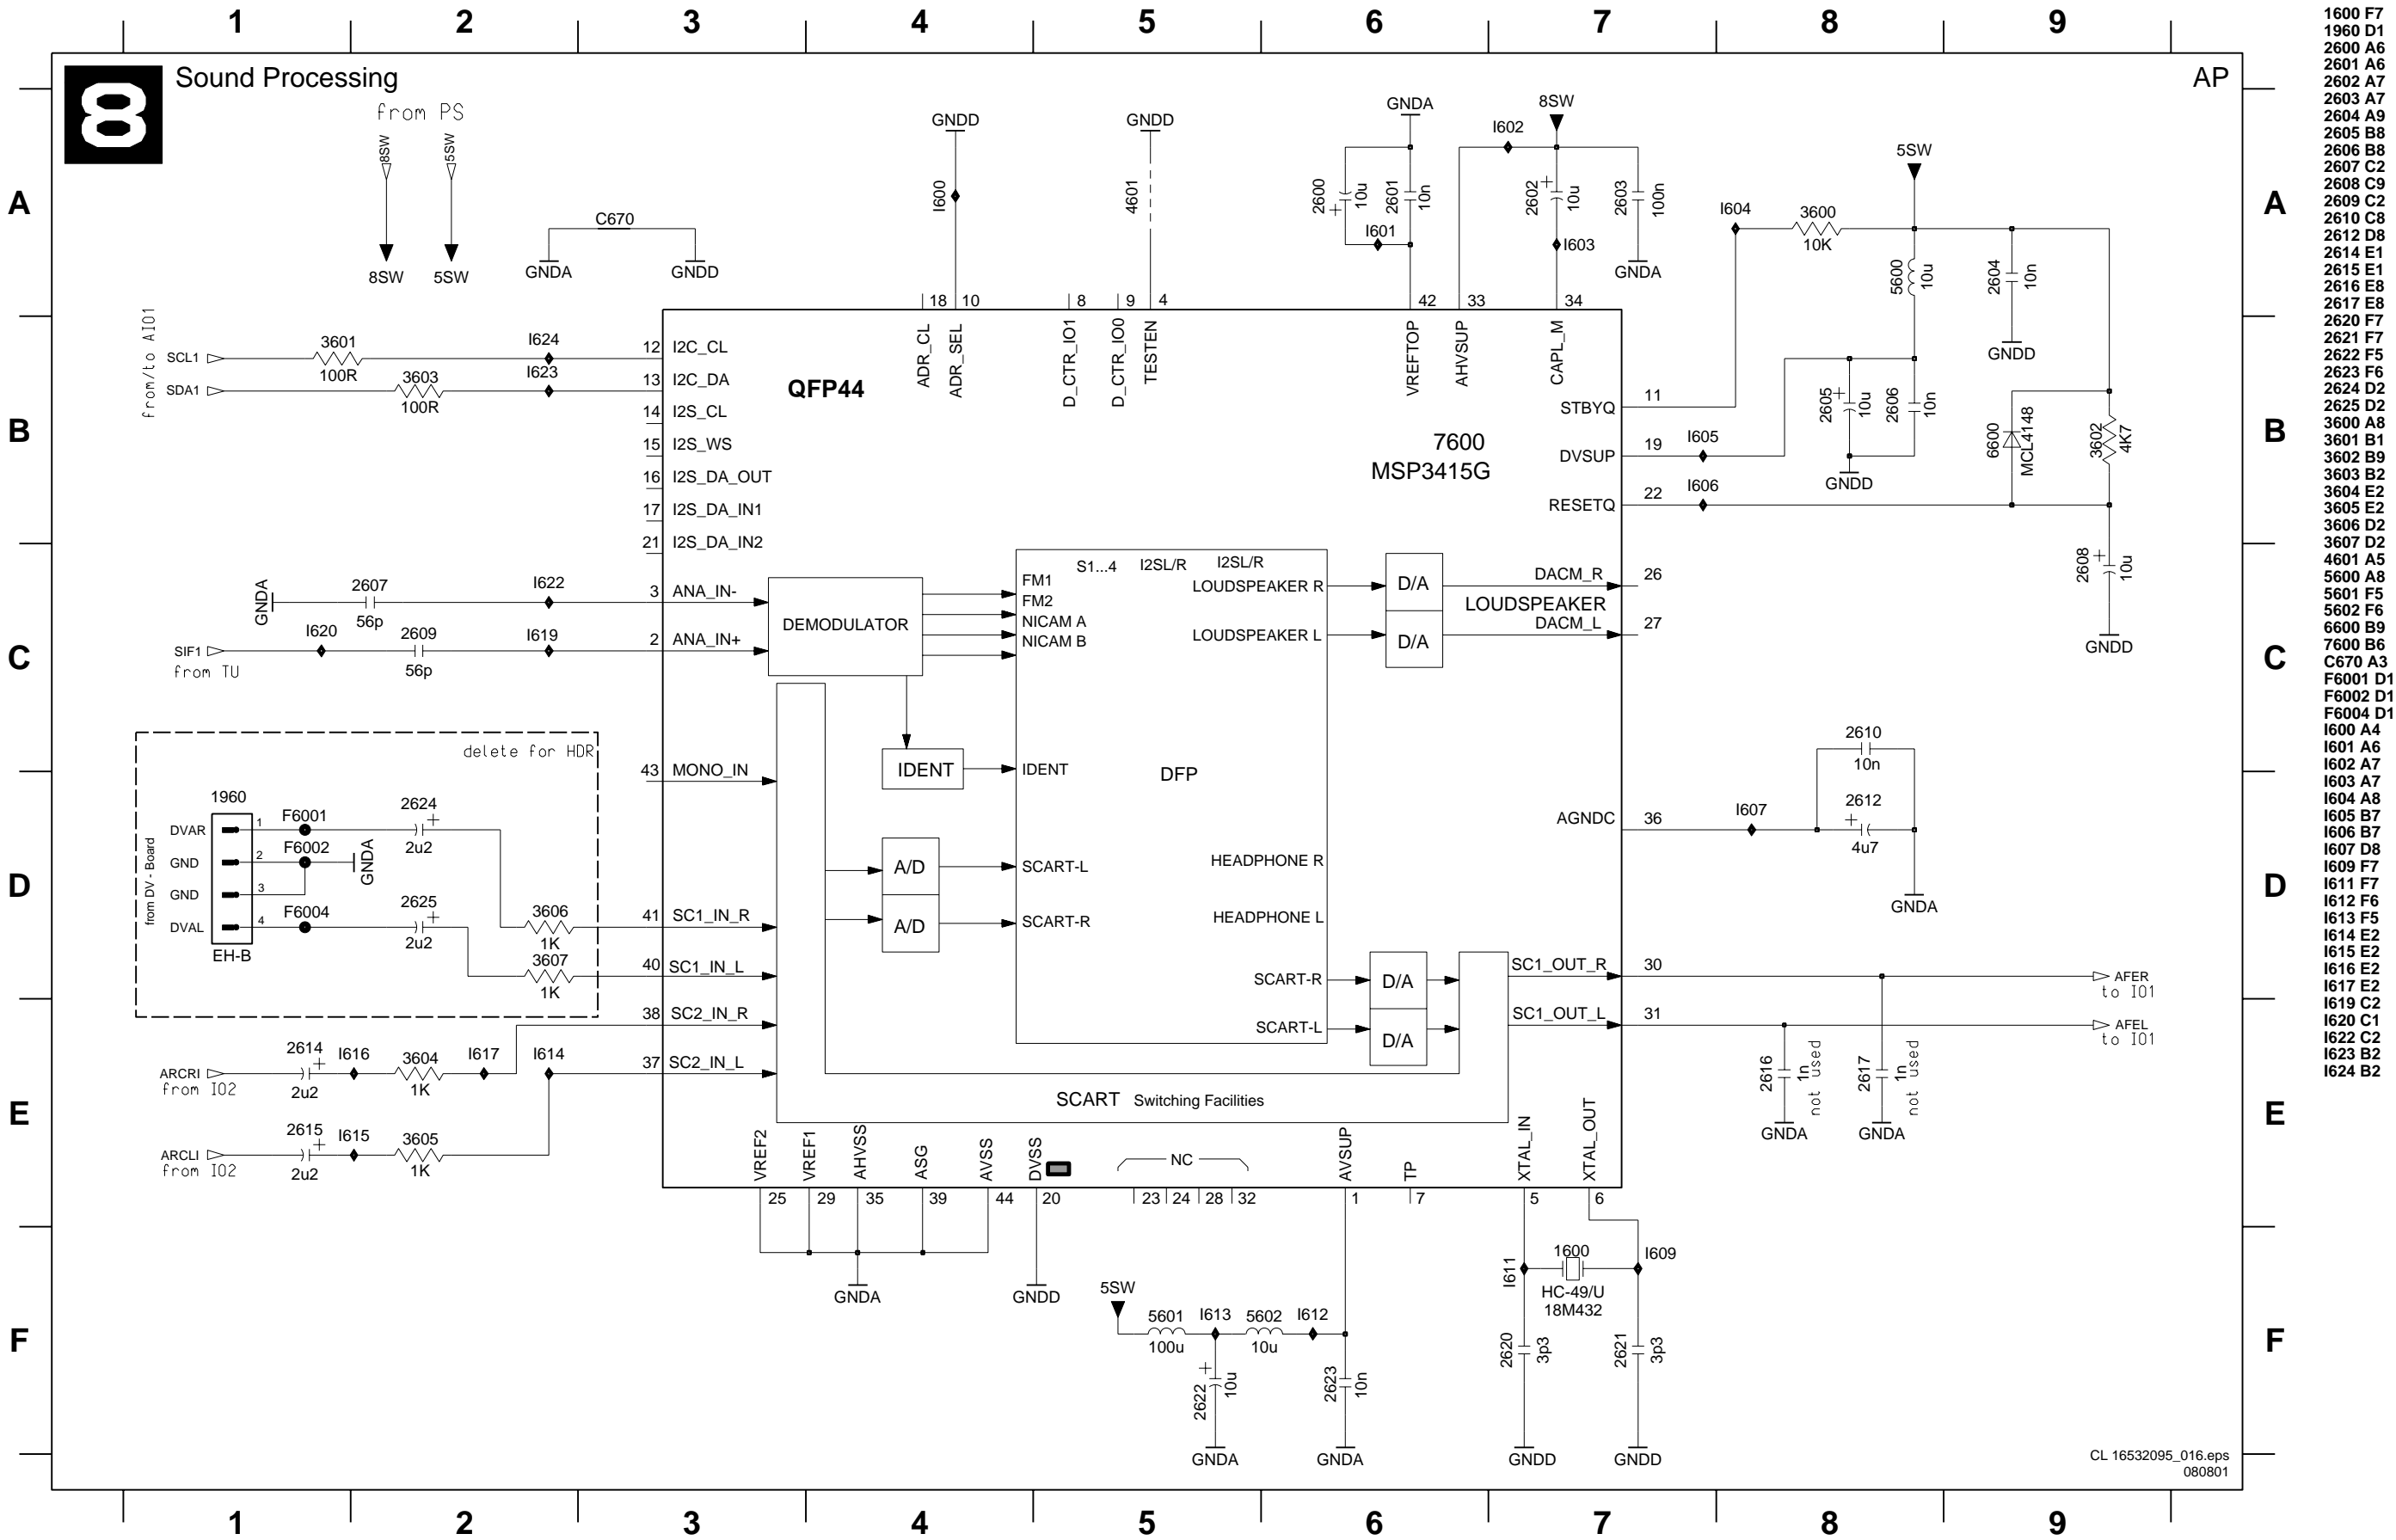 1 2 3 4 5 6 7 8 9
8 Sound Processing
AP
from PS
8SW
5SW
8SW
5SW
C670
GNDA
GNDD
GNDD
I600
GNDD
4601
GNDA
2600
10u
2601
10n
I601
I602
8SW
2602
10u
I603
2603
100n
GNDA
5SW
I604
3600
10K
5600
10u
2604
10n
GNDD
A
A
18 10 8 9 4 42 33 34
ADR_CL
ADR_SEL
D_CTR_IO1
D_CTR_IO0
TESTEN
VREFTOP
AHVSUP
CAPL_M
from/to AIO1
SCL1
3601
100R
I624
12 I2C_CL
SDA1
3603
100R
I623
13 I2C_DA
14 I2S_CL
15 I2S_WS
16 I2S_DA_OUT
17 I2S_DA_IN1
21 I2S_DA_IN2
QFP44
7600
MSP3415G
STBYQ 11
DVSUP 19 I605
RESETQ 22 I606
2605
10u
2606
10n
GNDD
6600
MCL4148
3602
4K7
B
B
GNDA
2607
56p
I622
3 ANA_IN-
SIF1
from TU
I620
2609
56p
I619
2 ANA_IN+
DEMODULATOR
FM1
FM2
NICAM A
NICAM B
S1...4 I2SL/R I2SL/R
LOUDSPEAKER R
LOUDSPEAKER L
D/A
D/A
DACM_R 26
LOUDSPEAKER
DACM_L 27
2608
10u
GNDD
C
C
delete for HDR
43 MONO_IN
IDENT
IDENT
DFP
2610
10n
I607
2612
4u7
AGNDC 36
GNDA
from DV - Board
1960
DVAR 1 F6001
GND 2 F6002
GND 3
DVAL 4 F6004
EH-B
GNDA
2624
2u2
2625
2u2
3606
1K
3607
1K
41 SC1_IN_R
40 SC1_IN_L
A/D
A/D
SCART-L
SCART-R
HEADPHONE R
HEADPHONE L
SCART-R
SCART-L
D/A
D/A
SC1_OUT_R 30
SC1_OUT_L 31
AFER
to IO1
AFEL
to IO1
D
D
38 SC2_IN_R
37 SC2_IN_L
ARCRI
from IO2
2614
2u2
I616
3604
1K
I617
I614
ARCLI
from IO2
2615
2u2
I615
3605
1K
SCART Switching Facilities
2616
1n
not used
GNDA
2617
1n
not used
GNDA
E
E
VREF2
VREF1
AHVSS
ASG
AVSS
DVSS
NC
AVSUP
TP
XTAL_IN
XTAL_OUT
25 29 35 39 44 20 23 24 28 32 1 7 5 6
GNDA
GNDD
5SW
5601
100u
I613
5602
10u
I612
2622
10u
GNDA
2623
10n
GNDA
I611
1600
HC-49/U
18M432
I609
2620
3p3
GNDD
2621
3p3
GNDD
F
F
CL 16532095_016.eps
080801
1 2 3 4 5 6 7 8 9
1600 F7
1960 D1
2600 A6
2601 A6
2602 A7
2603 A7
2604 A9
2605 B8
2606 B8
2607 C2
2608 C9
2609 C2
2610 C8
2612 D8
2614 E1
2615 E1
2616 E8
2617 E8
2620 F7
2621 F7
2622 F5
2623 F6
2624 D2
2625 D2
3600 A8
3601 B1
3602 B9
3603 B2
3604 E2
3605 E2
3606 D2
3607 D2
4601 A5
5600 A8
5601 F5
5602 F6
6600 B9
7600 B6
C670 A3
F6001 D1
F6002 D1
F6004 D1
I600 A4
I601 A6
I602 A7
I603 A7
I604 A8
I605 B7
I606 B7
I607 D8
I609 F7
I611 F7
I612 F6
I613 F5
I614 E2
I615 E2
I616 E2
I617 E2
I619 C2
I620 C1
I622 C2
I623 B2
I624 B2